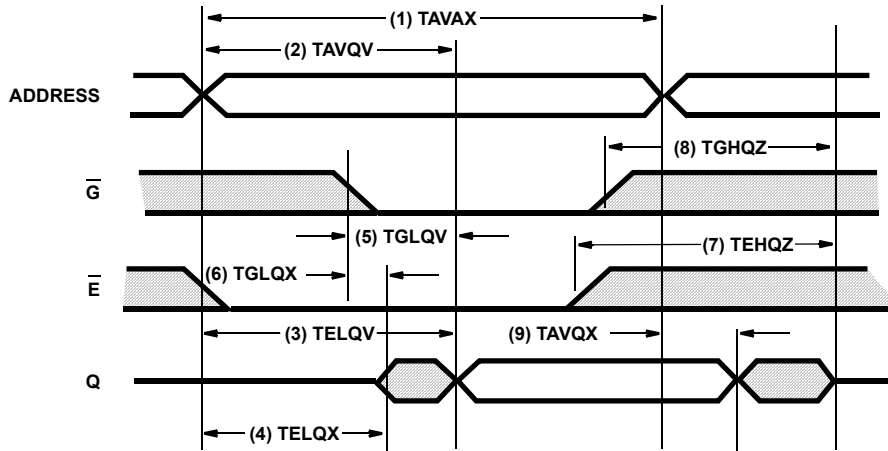 (1) TAVAX
(2) TAVQV
ADDRESS
(8) TGHQZ
G
(5) TGLQV
(7) TEHQZ
(6) TGLQX
E
(3) TELQV
(9) TAVQX
Q
(4) TELQX